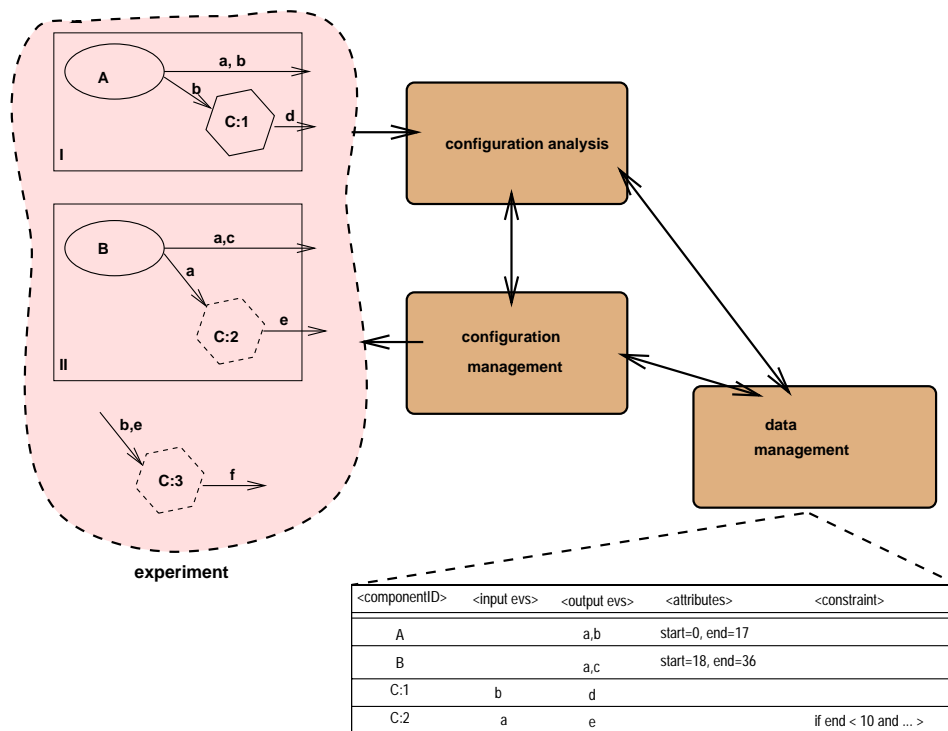 A
a, b
b
C:1
d
I
configuration analysis
B
a,c
a
C:2
e
II
configuration
management
b,e
C:3
f
data
management
experiment
<componentID> <input evs> <output evs> <attributes> <constraint>
A a,b start=0, end=17
B a,c start=18, end=36
C:1 b d
C:2 a e if end < 10 and ... >